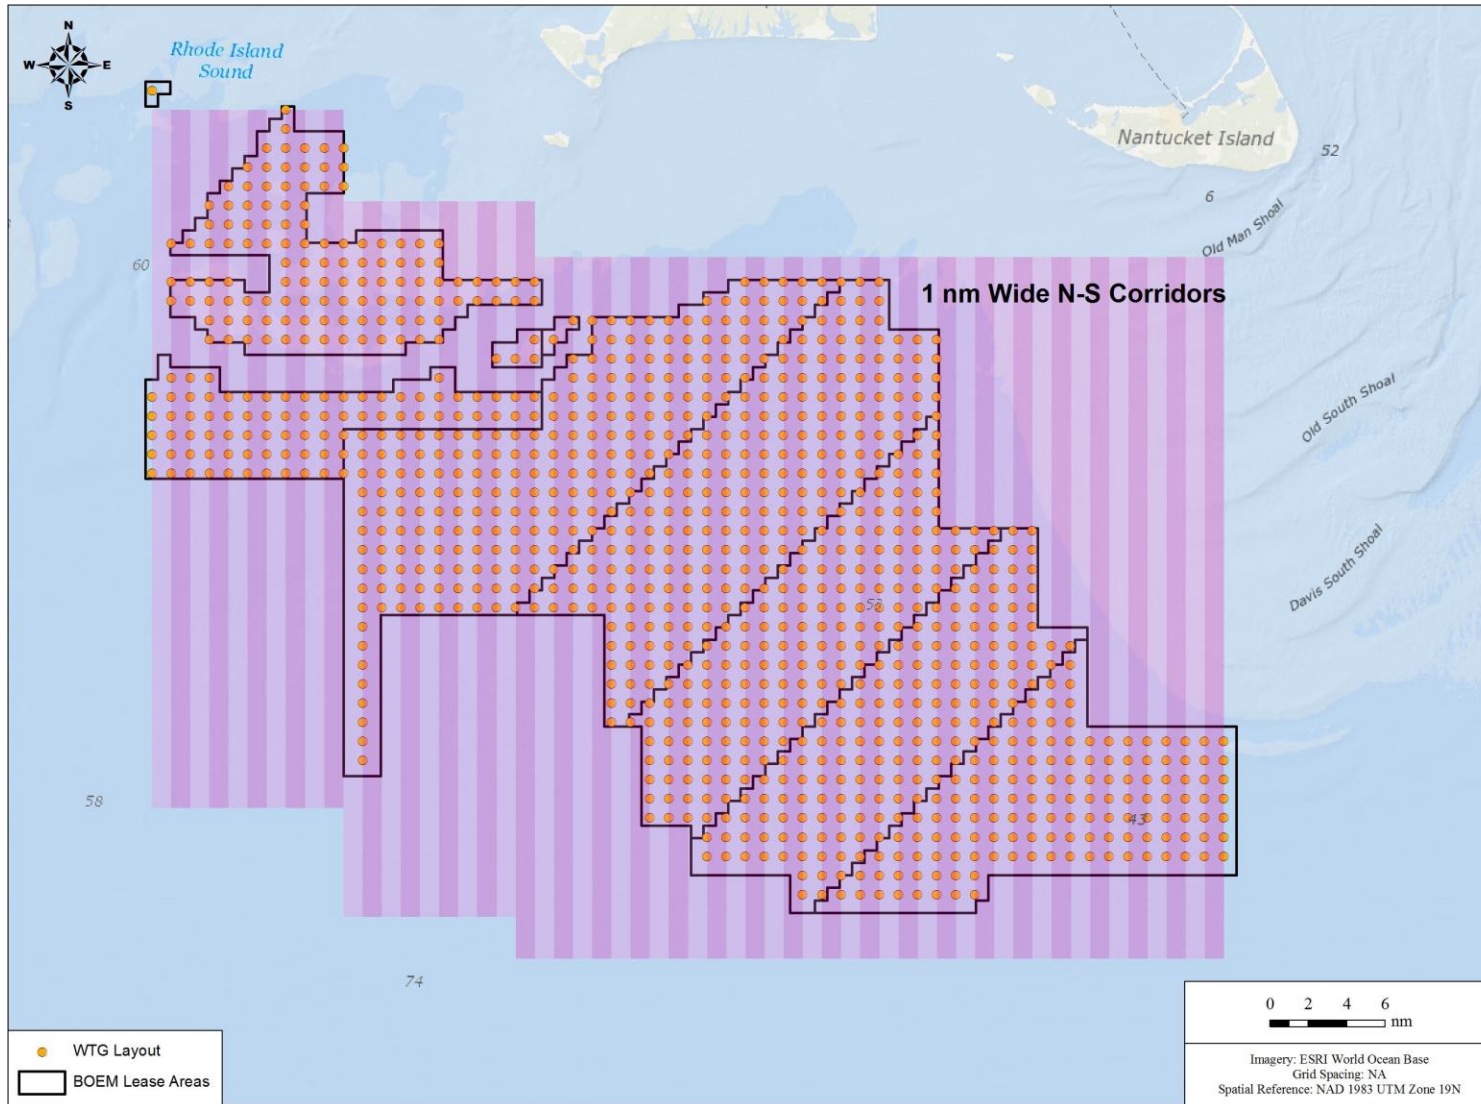 N
W E
S
Rhode Island
Sound
Nantucket Island
52
6
Old Man Shoal
60
1 nm Wide N-S Corridors
Old South Shoal
Davis South Shoal
58
43
74
0 2 4 6
nm
WTG Layout
BOEM Lease Areas
Imagery: ESRI World Ocean Base
Grid Spacing: NA
Spatial Reference: NAD 1983 UTM Zone 19N